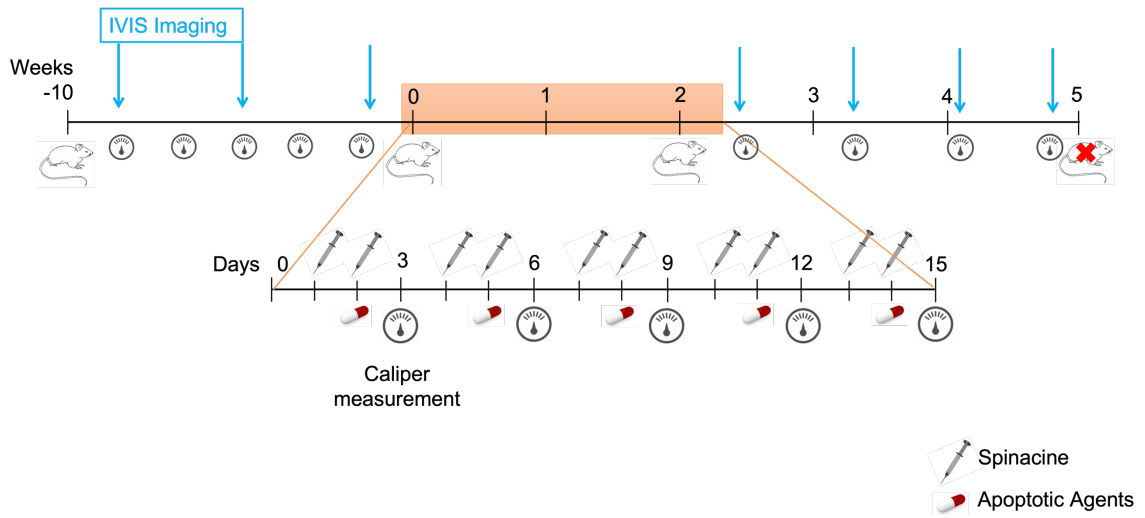 IVIS Imaging
Weeks
-10
0
1
2
3
4
5
Days
0
3
6
9
12
15
Caliper
measurement
Spinacine
Apoptotic Agents